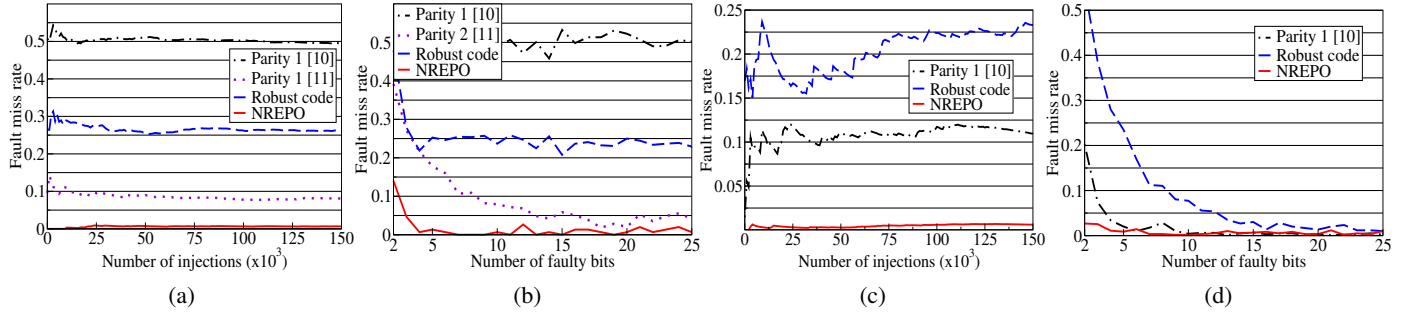 Fault miss rate
0.5
0.4
0.3
0.2
0.1
0
Parity 1 [10]
Parity 1 [11]
Robust code
NREPO
0 25 50 75 100 125 150
Number of injections (x10³)
(a)
Fault miss rate
0.5
0.4
0.3
0.2
0.1
0
Parity 1 [10]
Parity 2 [11]
Robust code
NREPO
2 5 10 15 20 25
Number of faulty bits
(b)
Fault miss rate
0.25
0.2
0.15
0.1
0.05
Parity 1 [10]
Robust code
NREPO
0 25 50 75 100 125 150
Number of injections (x10³)
(c)
Fault miss rate
0.5
0.4
0.3
0.2
0.1
0
Parity 1 [10]
Robust code
NREPO
2 5 10 15 20 25
Number of faulty bits
(d)